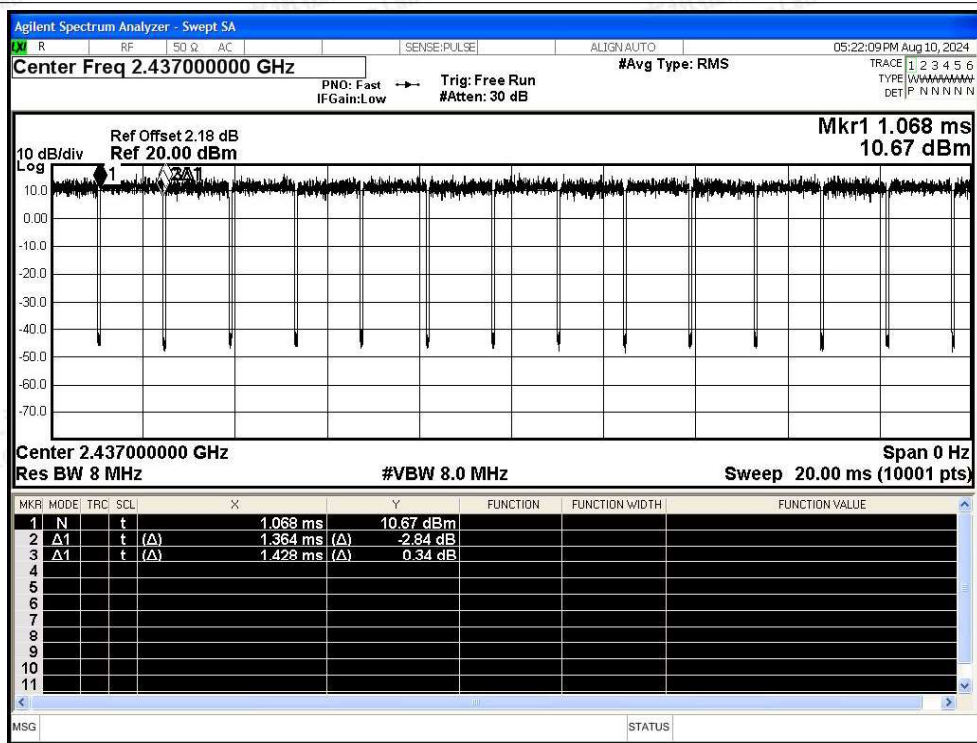 Agilent Spectrum Analyzer - Swept SA
LXI R RF 50 Ω AC SENSE:PULSE ALIGN AUTO 05:22:09 PM Aug 10, 2024
Center Freq 2.437000000 GHz #Avg Type: RMS TRACE 1 2 3 4 5 6
PNO: Fast Trig: Free Run TYPE WWWWWW
IFGain:Low #Atten: 30 dB DET P N N N N N
Mkr1 1.068 ms
Ref Offset 2.18 dB
10 dB/div Ref 20.00 dBm 10.67 dBm
Log
1 2Δ1
10.0
0.00
-10.0
-20.0
-30.0
-40.0
-50.0
-60.0
-70.0
Center 2.437000000 GHz Span 0 Hz
Res BW 8 MHz #VBW 8.0 MHz Sweep 20.00 ms (10001 pts)
MKR MODE TRC SCL X Y FUNCTION FUNCTION WIDTH FUNCTION VALUE
1 N t 1.068 ms 10.67 dBm
2 Δ1 t (Δ) 1.364 ms (Δ) -2.84 dB
3 Δ1 t (Δ) 1.428 ms (Δ) 0.34 dB
4
5
6
7
8
9
10
11
MSG STATUS